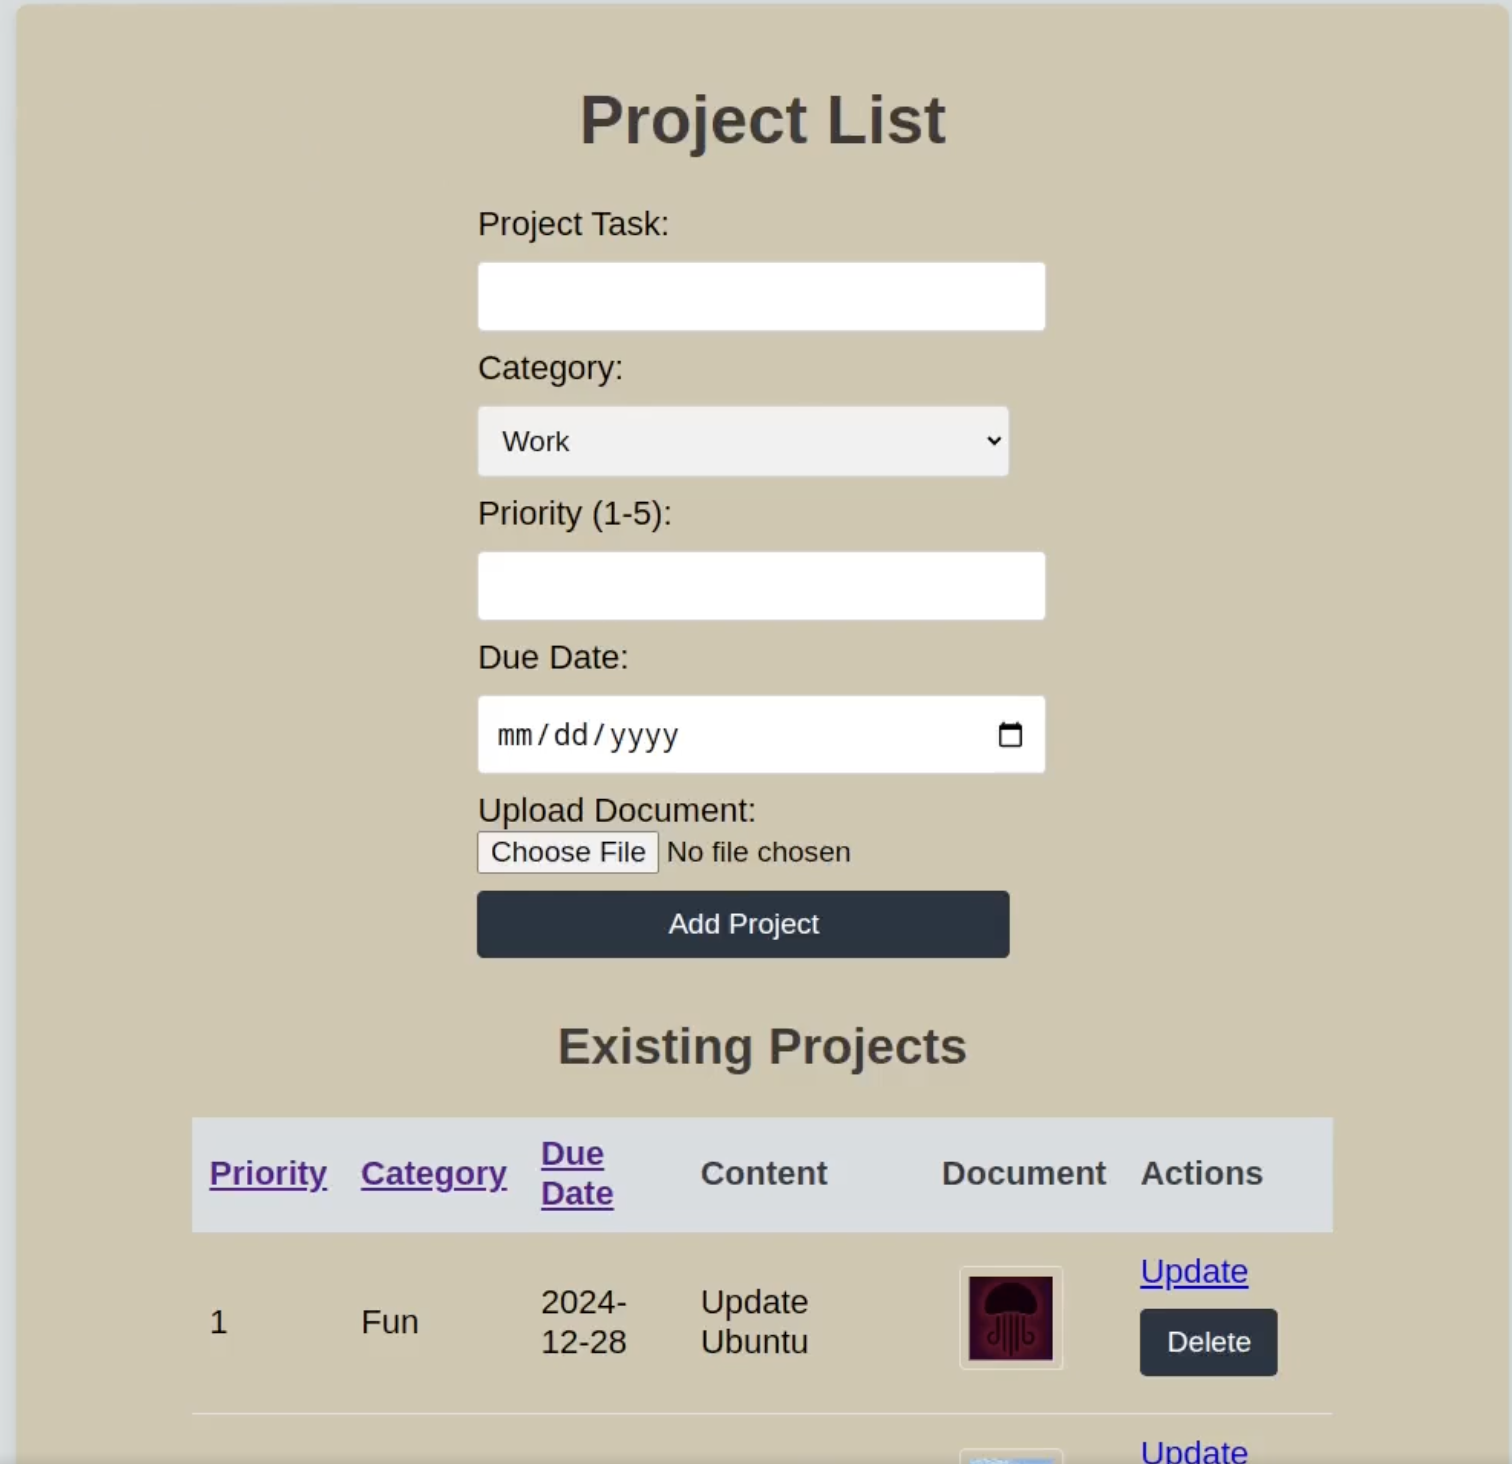 Project List
Project Task:
Category:
Work
Priority (1-5):
Due Date:
mm/dd/yyyy
Upload Document:
Choose File No file chosen
Add Project
Existing Projects
Priority Category Due Date Content Document Actions
1 Fun 2024-12-28 Update Ubuntu Update
Delete
Update